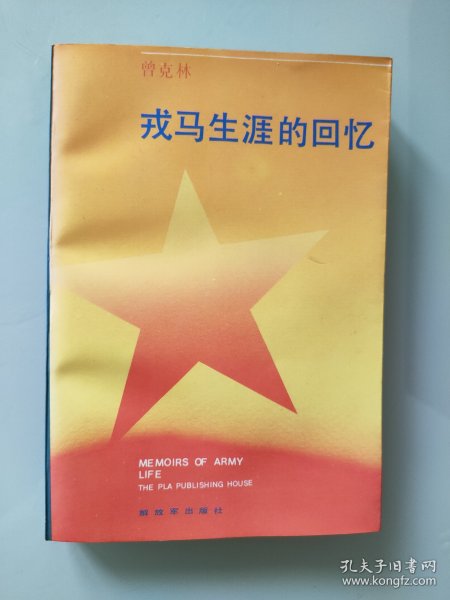 曾克林
戎马生涯的回忆
MEMOIRS OF ARMY
LIFE
THE PLA PUBLISHING HOUSE
解放军出版社
孔夫子旧书网
www.kongfz.com